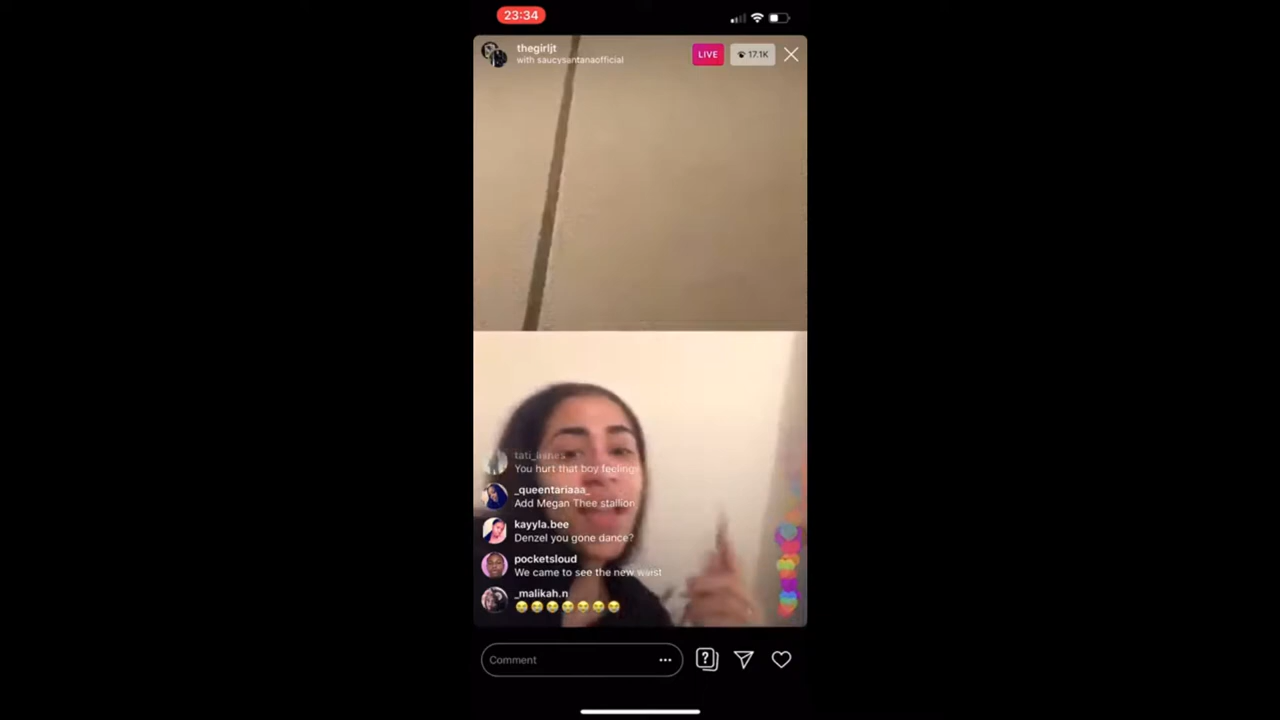 23:34
thegirljt
with saucysantanaofficial
LIVE
17.1K
You hurt that boy feelings
_queentariaaa_
Add Megan Thee stallion
kayyla.bee
Denzel you gone dance?
pocketsloud
We came to see the new waist
_malikah.n
😂😂😂😂😂😂😂
Comment